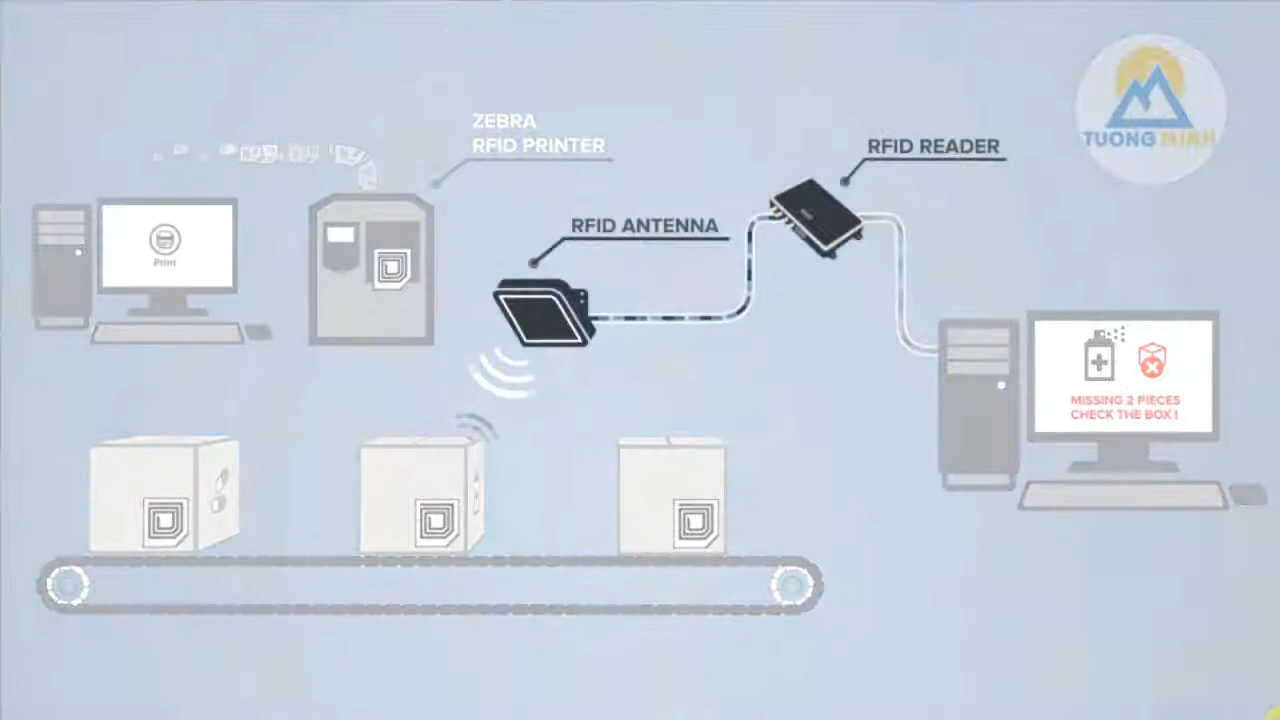 ZEBRA
RFID PRINTER
RFID READER
TUONG MINH
RFID ANTENNA
Print
MISSING 2 PIECES
CHECK THE BOX!